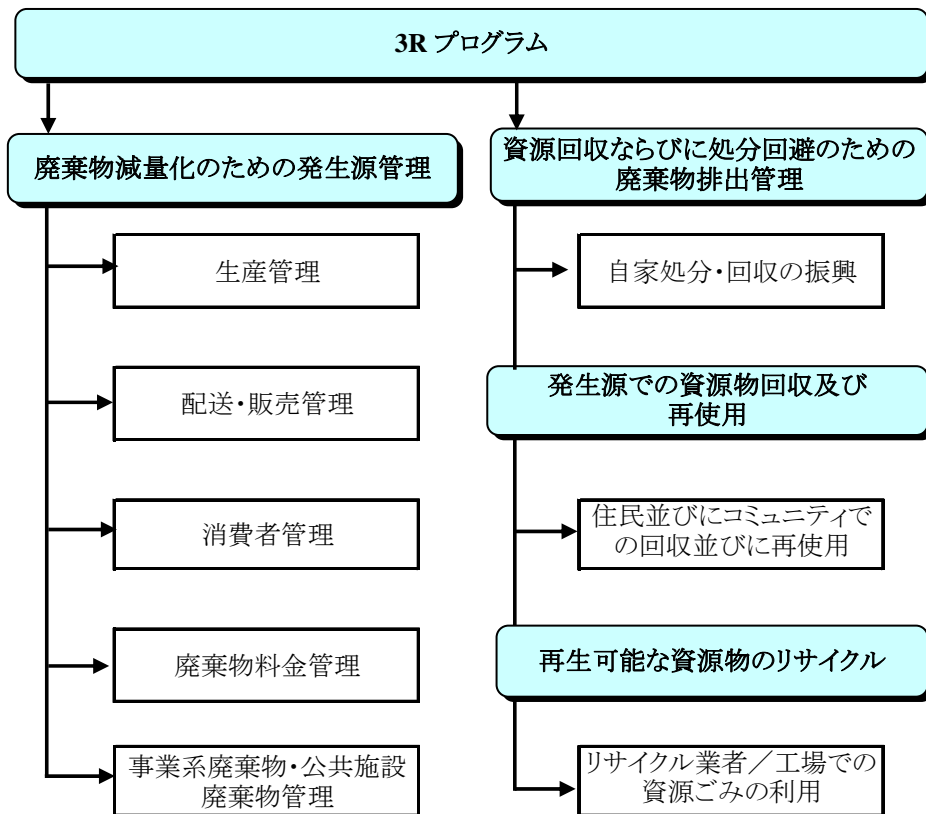 3R プログラム
廃棄物減量化のための発生源管理
生産管理
配送・販売管理
消費者管理
廃棄物料金管理
事業系廃棄物・公共施設
廃棄物管理
資源回収ならびに処分回避のための
廃棄物排出管理
自家処分・回収の振興
発生源での資源物回収及び
再使用
住民並びにコミュニティで
の回収並びに再使用
再生可能な資源物のリサイクル
リサイクル業者／工場での
資源ごみの利用